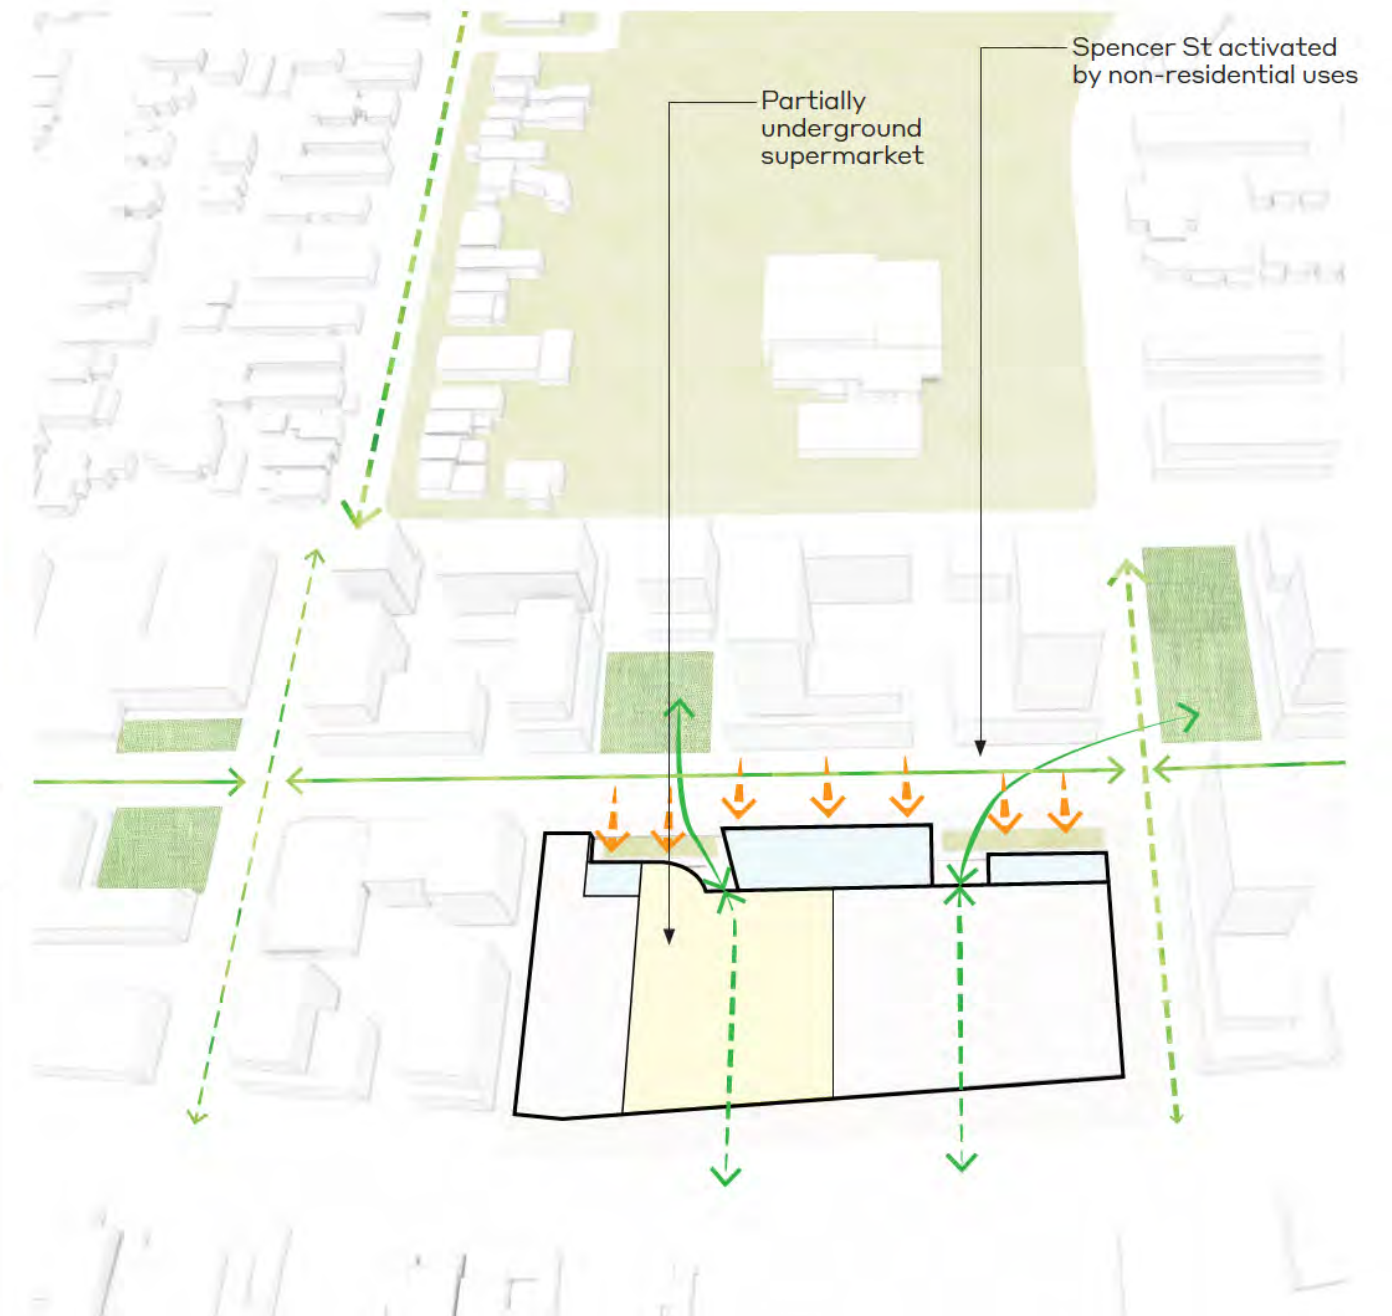 Spencer St activated
by non-residential uses
Partially
underground
supermarket